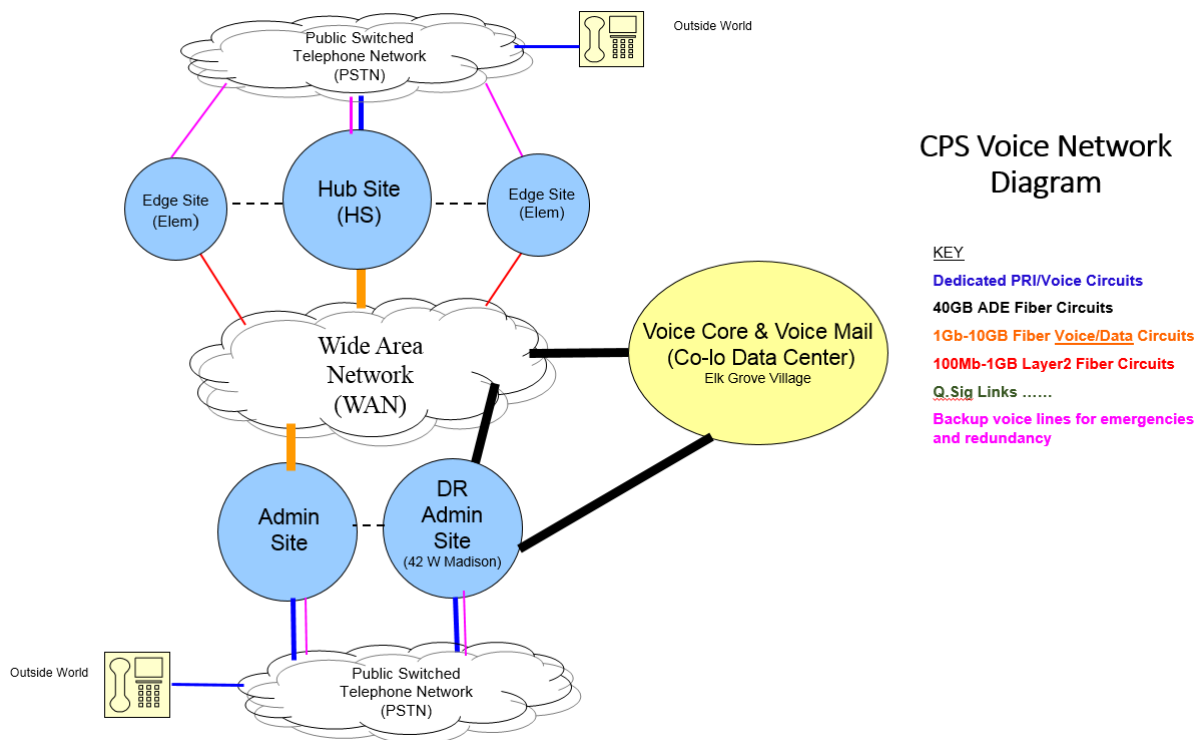 Public Switched
Telephone Network
(PSTN)
Outside World
Edge Site
(Elem)
Hub Site
(HS)
Edge Site
(Elem)
CPS Voice Network
Diagram
KEY
Dedicated PRI/Voice Circuits
40GB ADE Fiber Circuits
1Gb-10GB Fiber Voice/Data Circuits
100Mb-1GB Layer2 Fiber Circuits
Q.Sig Links ......
Backup voice lines for emergencies
and redundancy
Wide Area
Network
(WAN)
Voice Core & Voice Mail
(Co-lo Data Center)
Elk Grove Village
Admin
Site
DR
Admin
Site
(42 W Madison)
Outside World
Public Switched
Telephone Network
(PSTN)